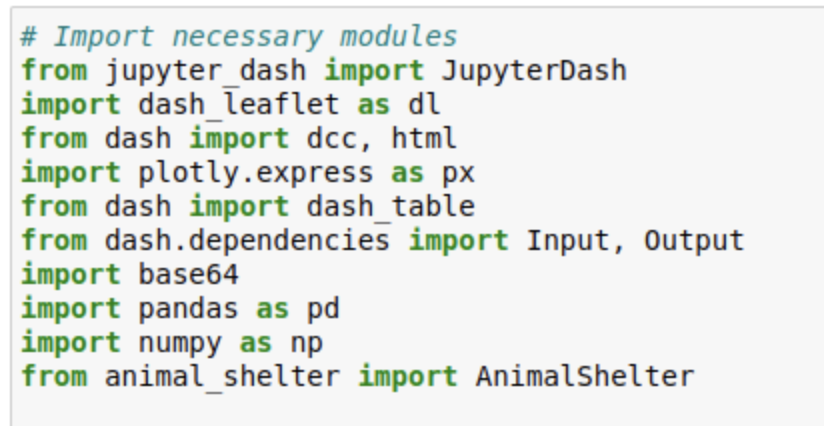 # Import necessary modules
from jupyter_dash import JupyterDash
import dash_leaflet as dl
from dash import dcc, html
import plotly.express as px
from dash import dash_table
from dash.dependencies import Input, Output
import base64
import pandas as pd
import numpy as np
from animal_shelter import AnimalShelter